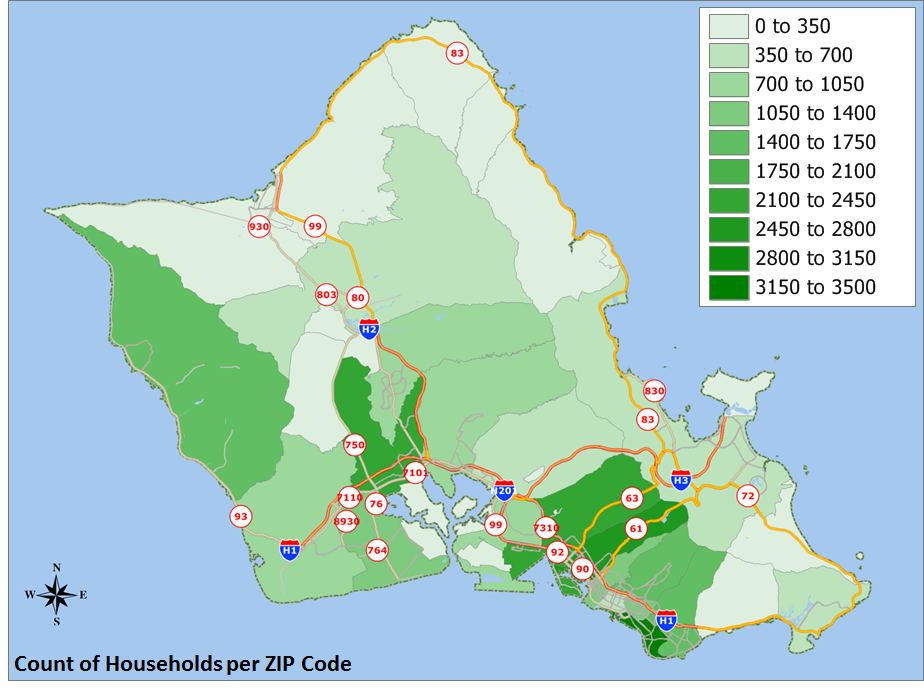 83
0 to 350
350 to 700
700 to 1050
1050 to 1400
1400 to 1750
1750 to 2100
2100 to 2450
2450 to 2800
2800 to 3150
3150 to 3500
930
99
803
80
H2
830
83
750
7101
H3
201
72
7110
76
63
93
8930
99
7310
61
H1
764
92
90
N
W E
S
H1
Count of Households per ZIP Code